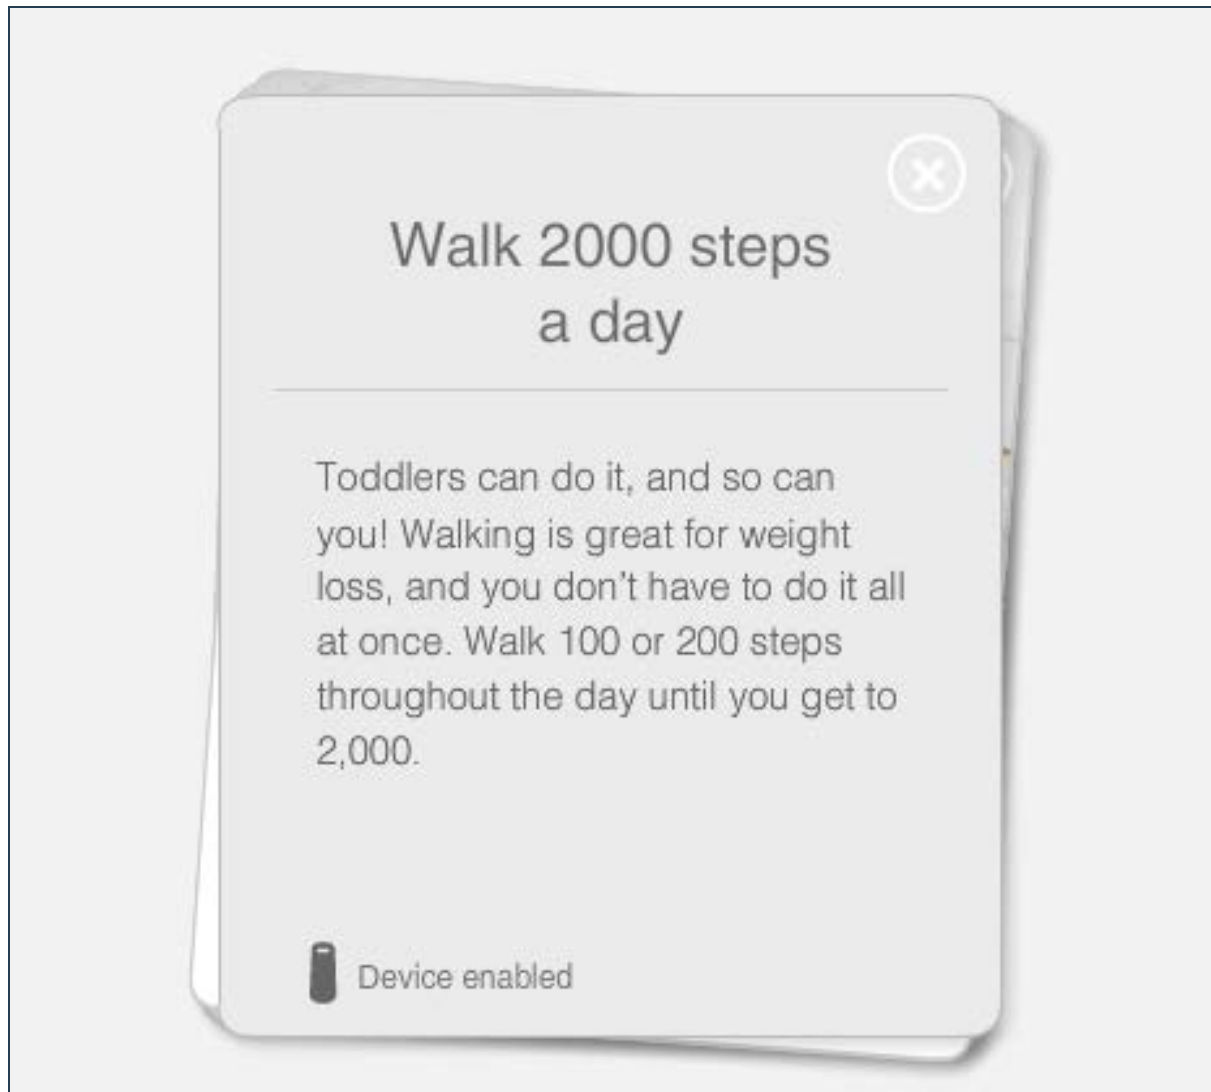 Walk 2000 steps
a day
Toddlers can do it, and so can
you! Walking is great for weight
loss, and you don't have to do it all
at once. Walk 100 or 200 steps
throughout the day until you get to
2,000.
Device enabled